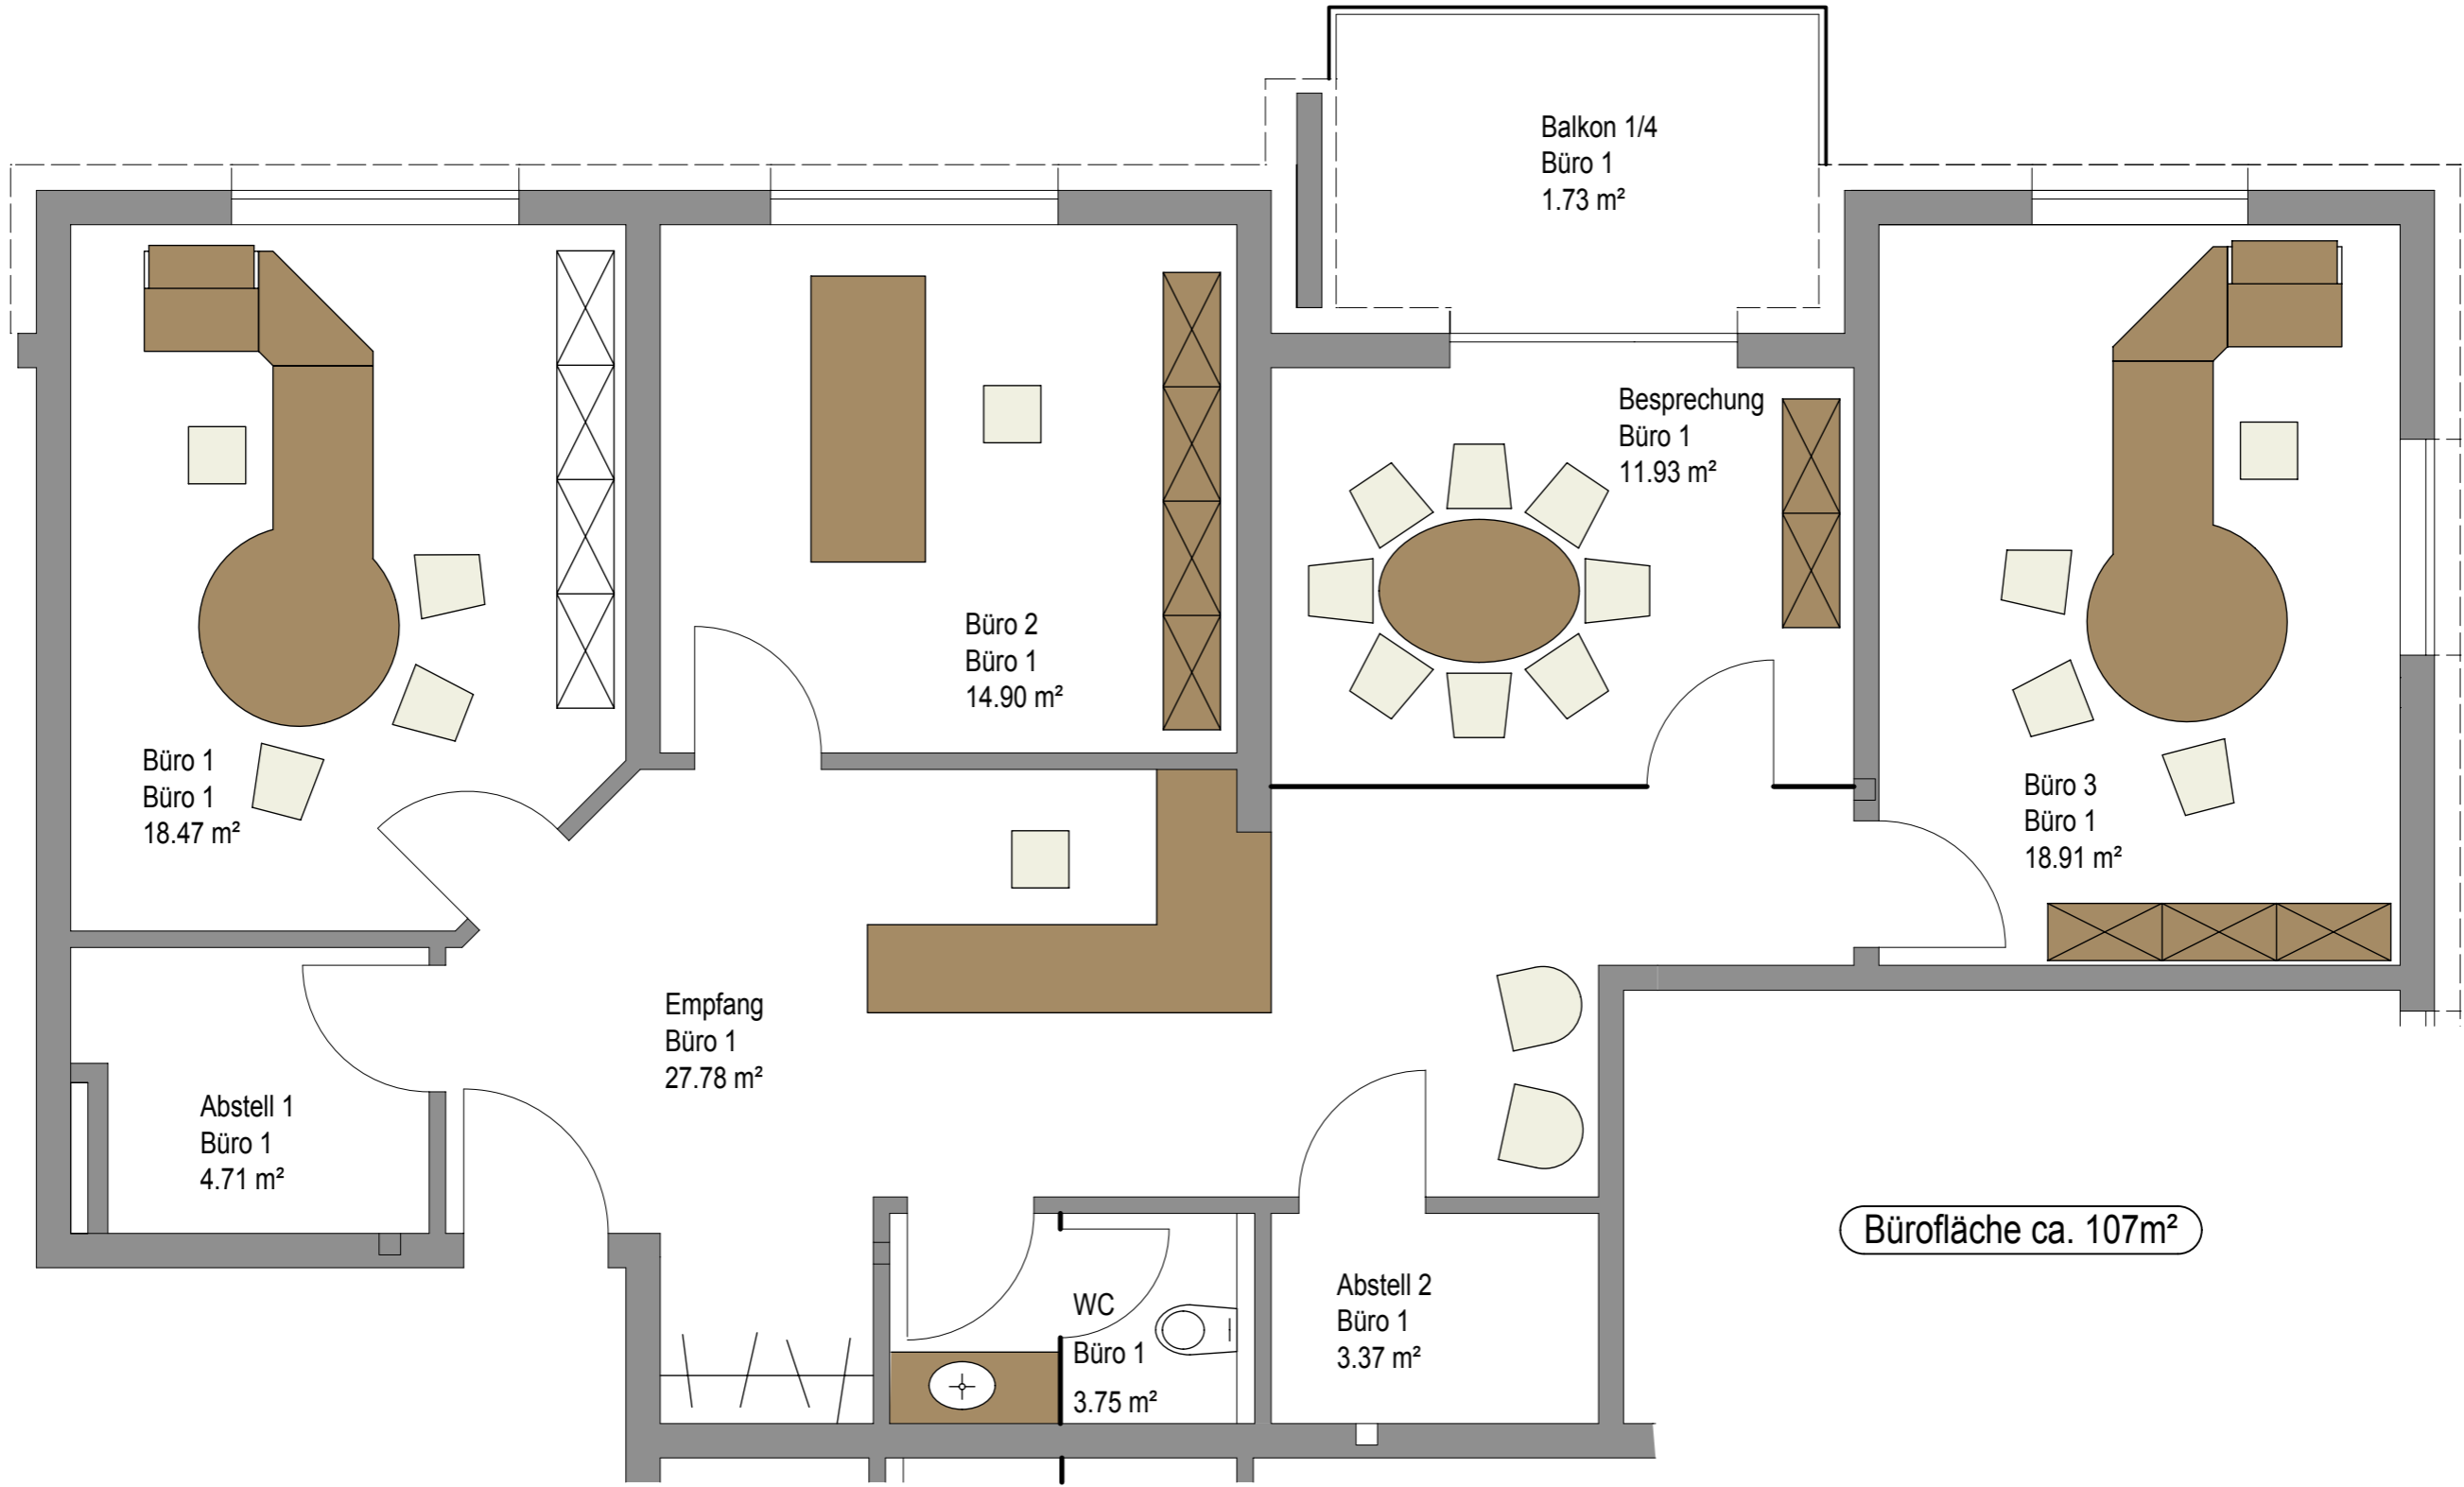 Balkon 1/4
Büro 1
1.73 m²
Besprechung
Büro 1
11.93 m²
Büro 2
Büro 1
14.90 m²
Büro 1
Büro 1
18.47 m²
Büro 3
Büro 1
18.91 m²
Empfang
Büro 1
27.78 m²
Abstell 1
Büro 1
4.71 m²
Bürofläche ca. 107m²
WC
Büro 1
3.75 m²
Abstell 2
Büro 1
3.37 m²